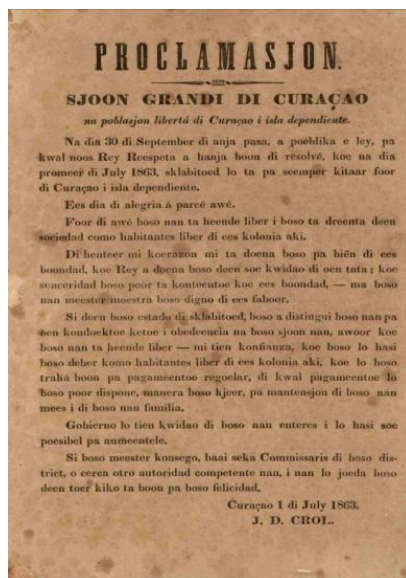 PROCLAMASJON.
SJOON GRANDI DI CURAÇAO
na poblasjon libertá di Curaçao i isla dependiente.
Na dia 30 di September di anja pasa, a poeblika e ley, pa
kwal noos Rey Reespeta a hanja boon di résolvé, koe na dia
promeer di July 1863, sklabitoed lo ta pa seemper kitaar foor
di Curaçao i isla dependiente.
Ees dia di alegria á parcé awé.
Foor di awé boso nan ta heende liber i boso ta dreenta deen
sociedad como habitantes liber di ees kolonia aki.
Di henteer mi koerazon mi ta doena boso pa bién di ees
boondad, koe Rey a doena boso deen soe kwidao di oen tata; koe
senceridad boso poor ta konteentoe koe ees boondad, — ma boso
nan meester moestra boso digno di ees faboor.
Si deen boso estado di sklabitoed, boso a distingui boso nan pa
oen kondoektoe ketoe i obedeencia na boso sjoon nan, awoor koe
boso nan ta heende liber — mi tien konfianza, koe boso lo hasi
boso deber komo habitantes liber di ees kolonia aki, koe lo boso
trahá boon pa pagameentoe regoelar, di kwal pagameentoe lo
boso poor dispone, manera boso kjeer, pa mantensjon di boso nan
mees i di boso nan familia.
Gobierno lo tien kwidao di boso nan enteres i lo hasi soe
poesibel pa aumeentele.
Si boso meester konsego, baai seka Commissaris di boso dis-
trict, o cerca otro autoridad competente nan, i nan lo joeda boso
deen toer kiko ta boon pa boso felicidad.
Curaçao 1 di July 1863.
J. D. CROL.